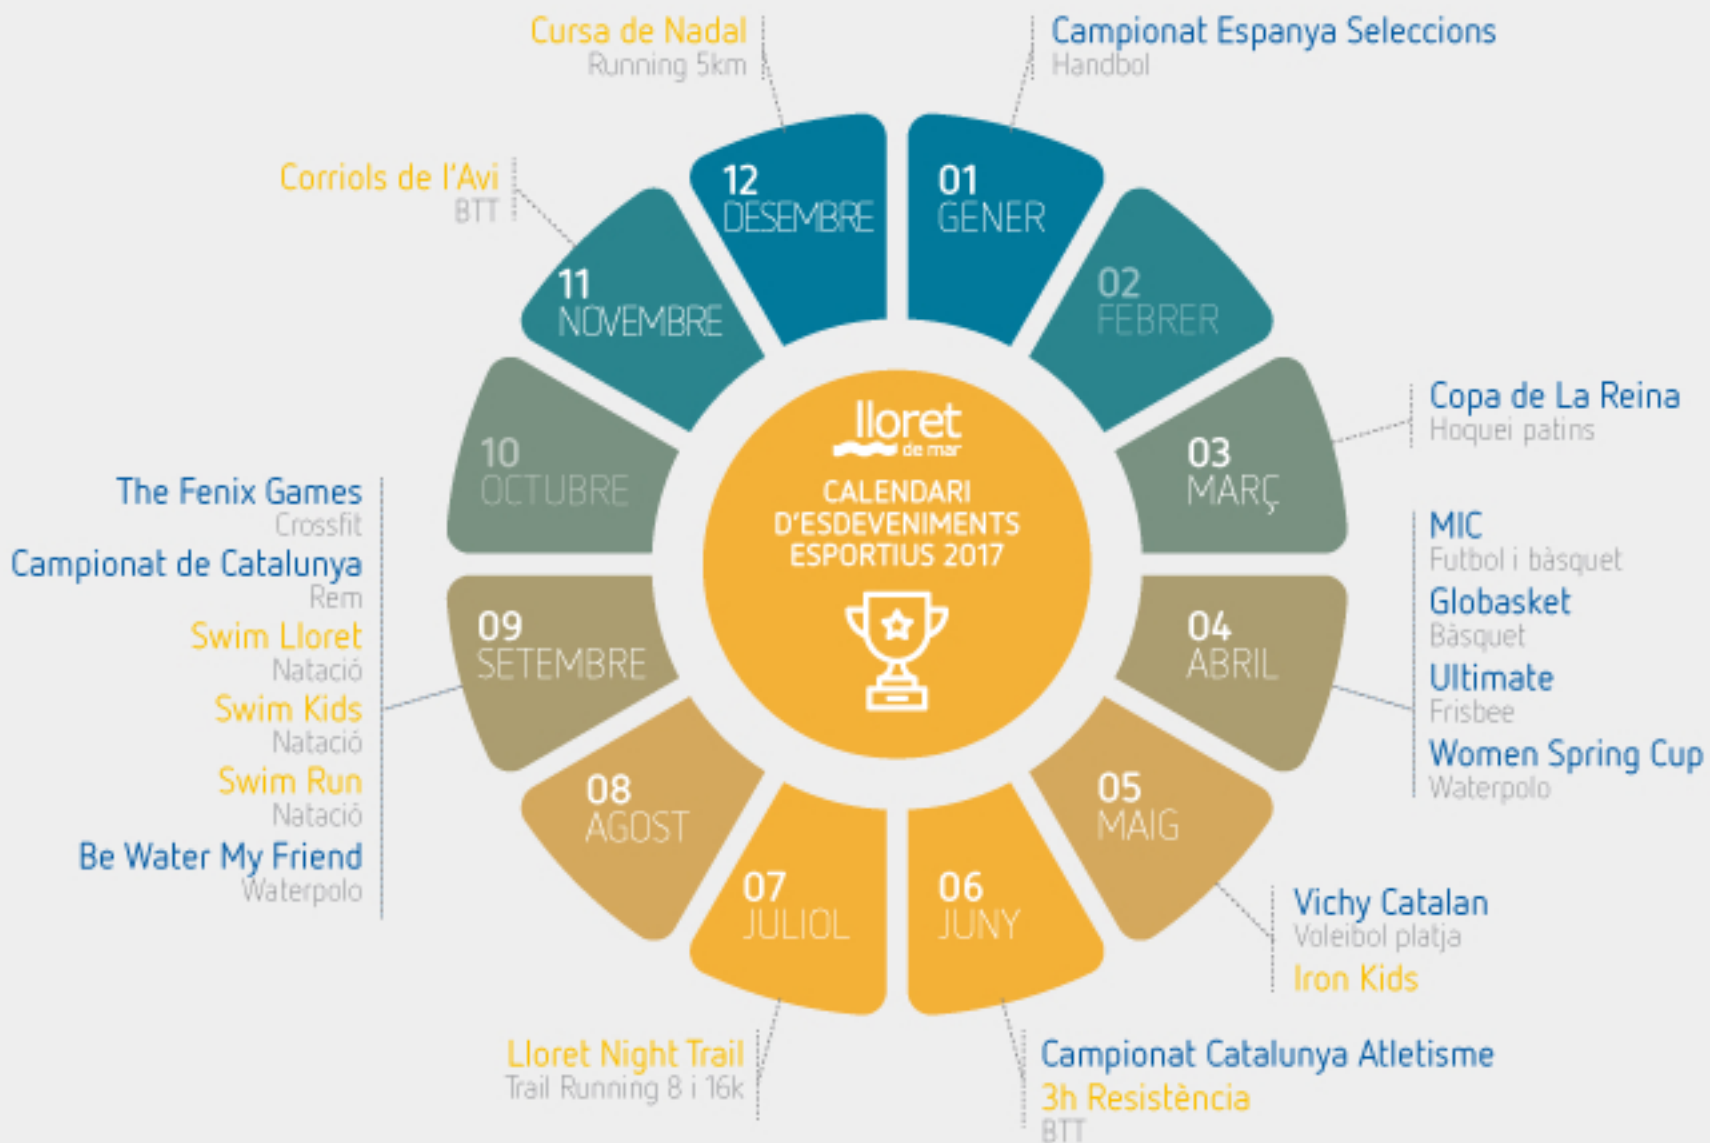 Cursa de Nadal
Running 5km
Campionat Espanya Seleccions
Handbol
Corriols de l'Avi
BTT
12
DESEMBRE
01
GENER
11
NOVEMBRE
02
FEBRER
Copa de La Reina
Hoquei patins
10
OCTUBRE
03
MARÇ
lloret
de mar
CALENDARI
D'ESDEVENIMENTS
ESPORTIUS 2017
The Fenix Games
Crossfit
Campionat de Catalunya
Rem
Swim Lloret
Natació
Swim Kids
Natació
Swim Run
Natació
Be Water My Friend
Waterpolo
09
SETEMBRE
04
ABRIL
MIC
Futbol i bàsquet
Globasket
Bàsquet
Ultimate
Frisbee
Women Spring Cup
Waterpolo
08
AGOST
05
MAIG
07
JULIOL
06
JUNY
Vichy Catalan
Voleibol platja
Iron Kids
Lloret Night Trail
Trail Running 8 i 16k
Campionat Catalunya Atletisme
3h Resistència
BTT